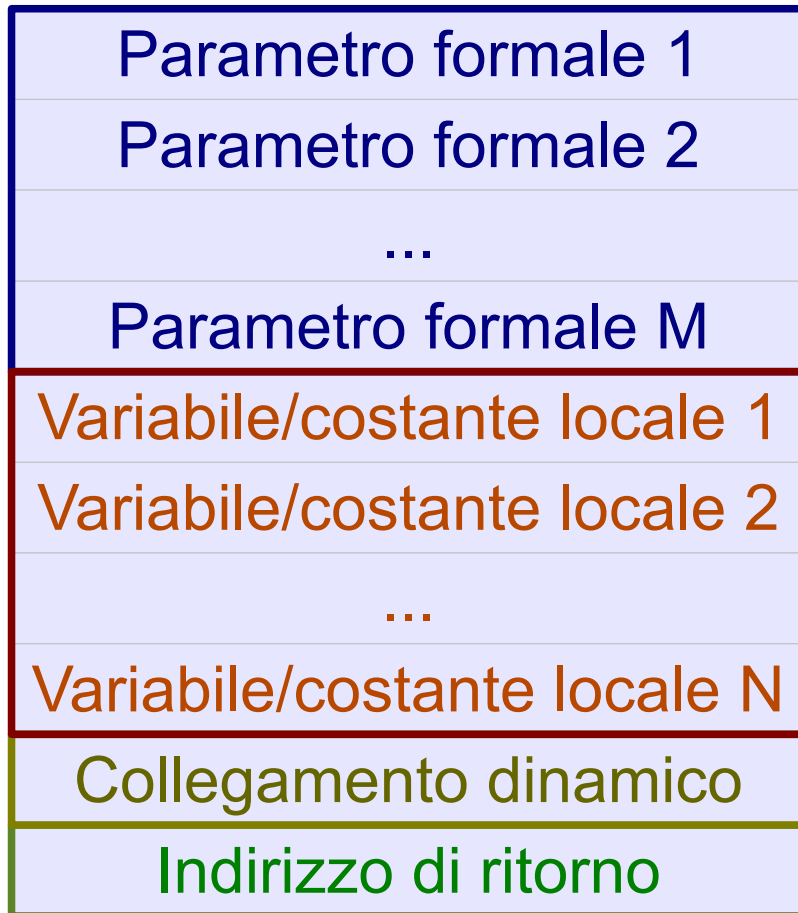 Parametro formale 1
Parametro formale 2
...
Parametro formale M
Variabile/costante locale 1
Variabile/costante locale 2
...
Variabile/costante locale N
Collegamento dinamico
Indirizzo di ritorno